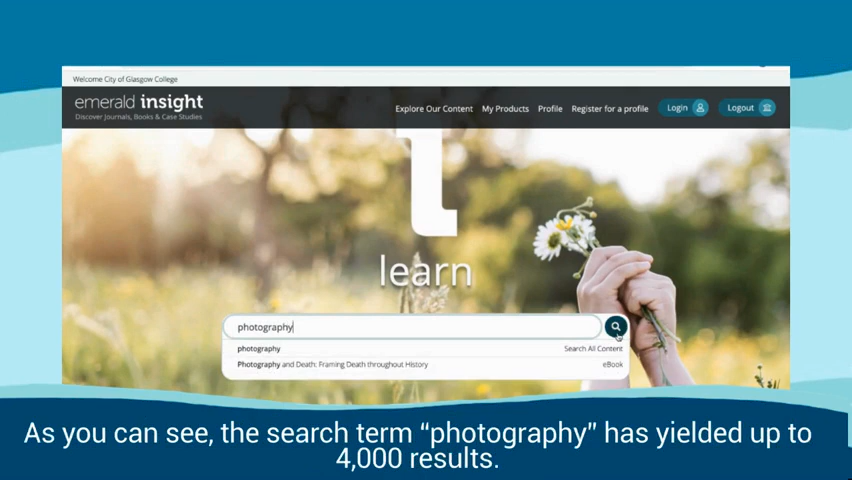 Welcome City of Glasgow College
emerald insight
Discover Journals, Books & Case Studies
Explore Our Content My Products Profile Register for a profile Login Logout
learn
photography
photography Search All Content
Photography and Death: Framing Death throughout History eBook
As you can see, the search term “photography” has yielded up to
4,000 results.